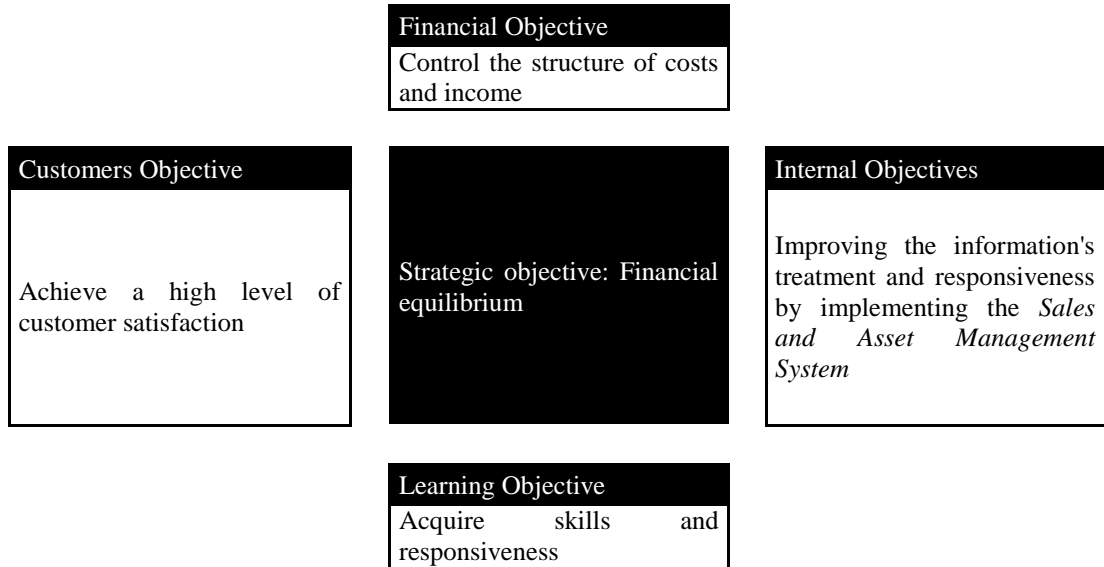 Financial Objective
Control the structure of costs
and income
Customers Objective
Achieve a high level of
customer satisfaction
Strategic objective: Financial
equilibrium
Internal Objectives
Improving the information's
treatment and responsiveness
by implementing the Sales
and Asset Management
System
Learning Objective
Acquire skills and
responsiveness